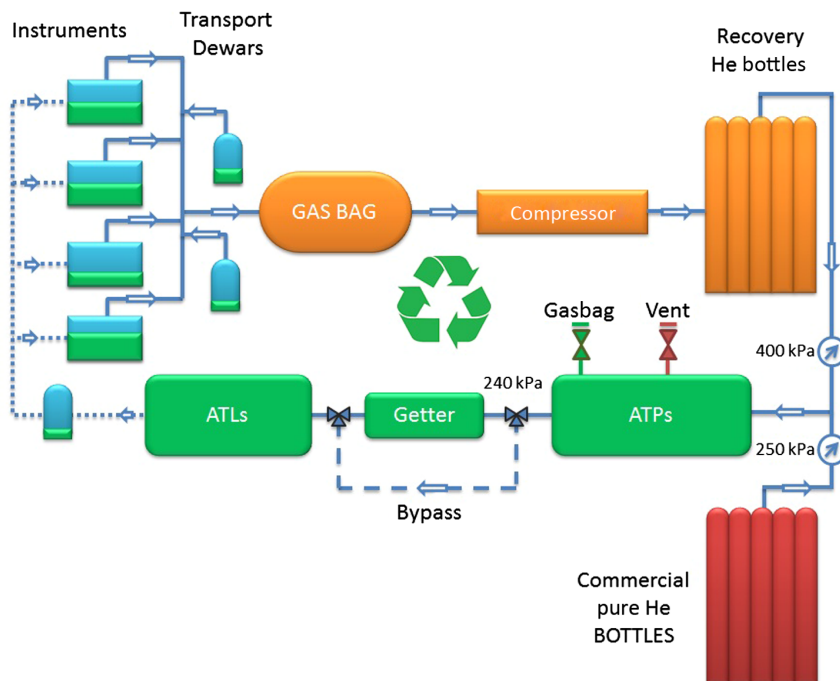 Instruments
Transport
Dewars
Recovery
He bottles
GAS BAG
Compressor
Gasbag
Vent
400 kPa
240 kPa
ATLs
Getter
ATPs
250 kPa
Bypass
Commercial
pure He
BOTTLES